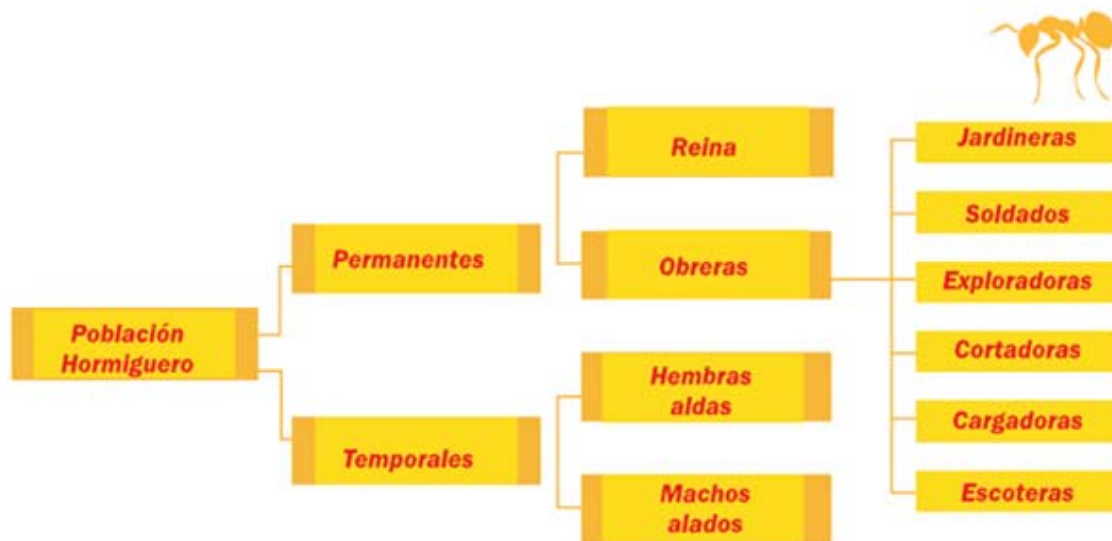 Población
Hormiguero
Permanentes
Temporales
Reina
Obreras
Hembras
aldas
Machos
alados
Jardineras
Soldados
Exploradoras
Cortadoras
Cargadoras
Escoteras